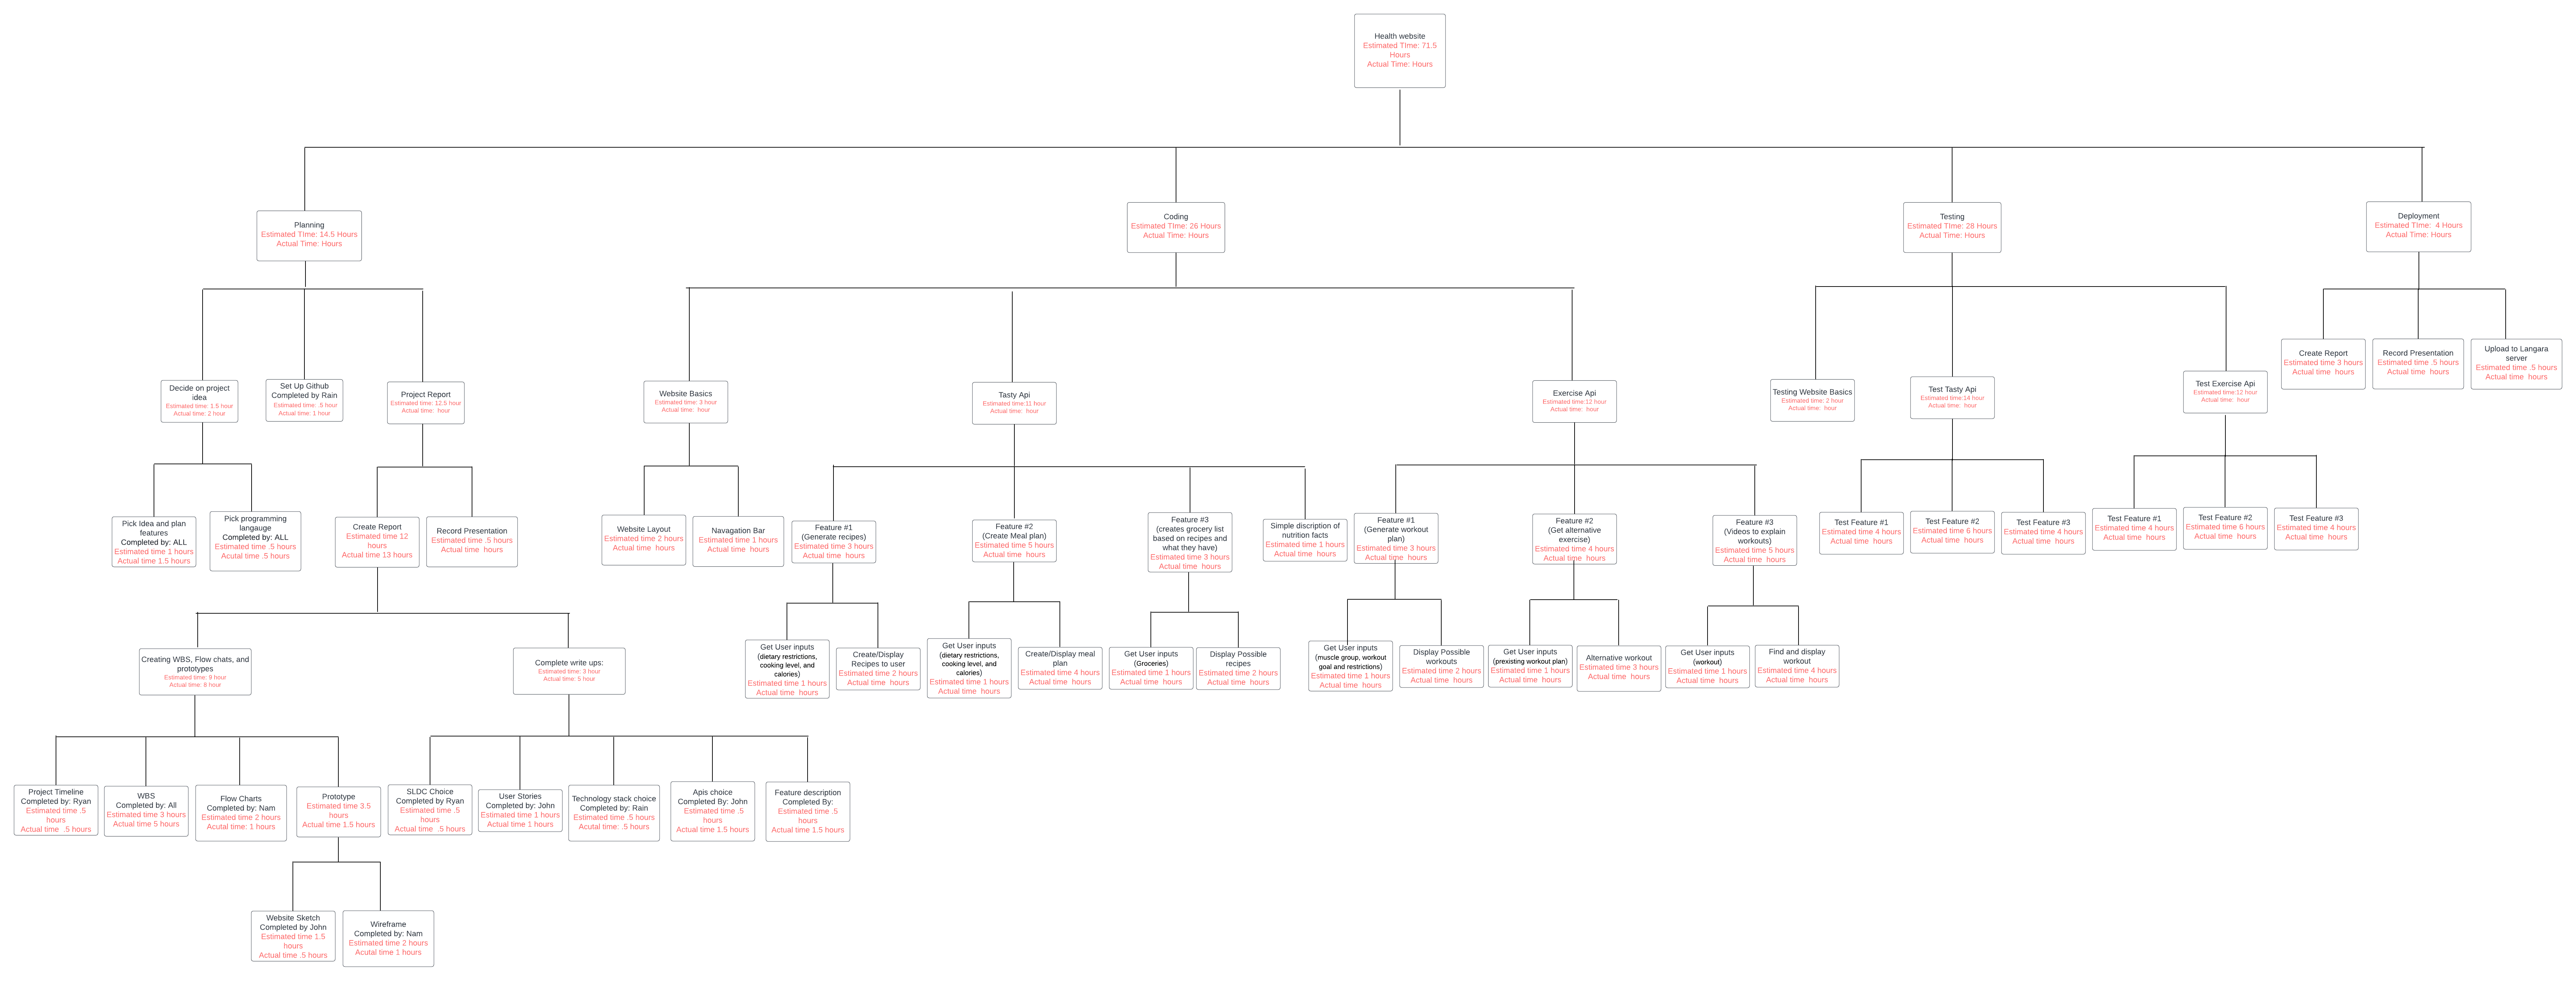 Health website
Estimated TIme: 71.5
Hours
Actual Time: Hours
Planning
Estimated TIme: 14.5 Hours
Actual Time: Hours
Coding
Estimated TIme: 26 Hours
Actual Time: Hours
Testing
Estimated TIme: 28 Hours
Actual TIme: Hours
Deployment
Estimated TIme:  4 Hours
Actual Time: Hours
Decide on project
idea
Estimated time: 1.5 hour
Actual time: 2 hour
Set Up Github
Completed by Rain
Estimated time: .5 hour
Actual time: 1 hour
Project Report
Estimated time: 12.5 hour
Actual time:  hour
Website Basics
Estimated time: 3 hour
Actual time:  hour
Tasty Api
Estimated time:11 hour
Actual time:  hour
Exercise Api
Estimated time:12 hour
Actual time:  hour
Testing Website Basics
Estimated time: 2 hour
Actual time:  hour
Test Tasty Api
Estimated time:14 hour
Actual time:  hour
Test Exercise Api
Estimated time:12 hour
Actual time:  hour
Create Report
Estimated time 3 hours
Actual time  hours
Record Presentation
Estimated time .5 hours
Actual time  hours
Upload to Langara
server
Estimated time .5 hours
Actual time  hours
Pick Idea and plan
features
Completed by: ALL
Estimated time 1 hours
Actual time 1.5 hours
Pick programming
langauge
Completed by: ALL
Estimated time .5 hours
Acutal time .5 hours
Create Report
Estimated time 12
hours
Actual time 13 hours
Record Presentation
Estimated time .5 hours
Actual time  hours
Website Layout
Estimated time 2 hours
Actual time  hours
Navagation Bar
Estimated time 1 hours
Actual time  hours
Feature #1
(Generate recipes)
Estimated time 3 hours
Actual time  hours
Feature #2
(Create Meal plan)
Estimated time 5 hours
Actual time  hours
Feature #3
(creates grocery list
based on recipes and
what they have)
Estimated time 3 hours
Actual time  hours
Simple discription of
nutrition facts
Estimated time 1 hours
Actual time  hours
Feature #1
(Generate workout
plan)
Estimated time 3 hours
Actual time  hours
Feature #2
(Get alternative
exercise)
Estimated time 4 hours
Actual time  hours
Feature #3
(Videos to explain
workouts)
Estimated time 5 hours
Actual time  hours
Test Feature #1
Estimated time 4 hours
Actual time  hours
Test Feature #2
Estimated time 6 hours
Actual time  hours
Test Feature #3
Estimated time 4 hours
Actual time  hours
Test Feature #1
Estimated time 4 hours
Actual time  hours
Test Feature #2
Estimated time 6 hours
Actual time  hours
Test Feature #3
Estimated time 4 hours
Actual time  hours
Creating WBS, Flow chats, and
prototypes
Estimated time: 9 hour
Actual time: 8 hour
Complete write ups:
Estimated time: 3 hour
Actual time: 5 hour
Get User inputs
(dietary restrictions,
cooking level, and
calories)
Estimated time 1 hours
Actual time  hours
Create/Display
Recipes to user
Estimated time 2 hours
Actual time  hours
Get User inputs
(dietary restrictions,
cooking level, and
calories)
Estimated time 1 hours
Actual time  hours
Create/Display meal
plan
Estimated time 4 hours
Actual time  hours
Get User inputs
(Groceries)
Estimated time 1 hours
Actual time  hours
Display Possible
recipes
Estimated time 2 hours
Actual time  hours
Get User inputs
(muscle group, workout
goal and restrictions)
Estimated time 1 hours
Actual time  hours
Display Possible
workouts
Estimated time 2 hours
Actual time  hours
Get User inputs
(prexisting workout plan)
Estimated time 1 hours
Actual time  hours
Alternative workout
Estimated time 3 hours
Actual time  hours
Get User inputs
(workout)
Estimated time 1 hours
Actual time  hours
Find and display
workout
Estimated time 4 hours
Actual time  hours
Project Timeline
Completed by: Ryan
Estimated time .5
hours
Actual time  .5 hours
WBS
Completed by: All
Estimated time 3 hours
Actual time 5 hours
Flow Charts
Completed by: Nam
Estimated time 2 hours
Acutal time: 1 hours
Prototype
Estimated time 3.5
hours
Actual time 1.5 hours
SLDC Choice
Completed by Ryan
Estimated time .5
hours
Actual time  .5 hours
User Stories
Completed by: John
Estimated time 1 hours
Actual time 1 hours
Technology stack choice
Completed by: Rain
Estimated time .5 hours
Acutal time: .5 hours
Apis choice
Completed By: John
Estimated time .5
hours
Actual time 1.5 hours
Feature description
Completed By:
Estimated time .5
hours
Actual time 1.5 hours
Website Sketch
Completed by John
Estimated time 1.5
hours
Actual time .5 hours
Wireframe
Completed by: Nam
Estimated time 2 hours
Acutal time 1 hours